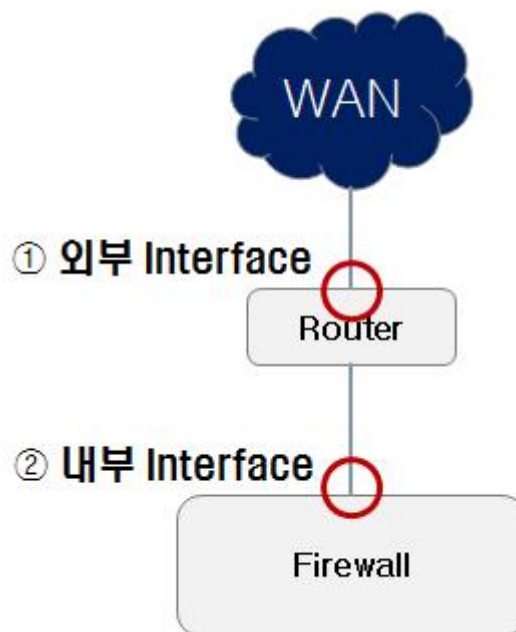 WAN
① 외부 Interface
Router
② 내부 Interface
Firewall